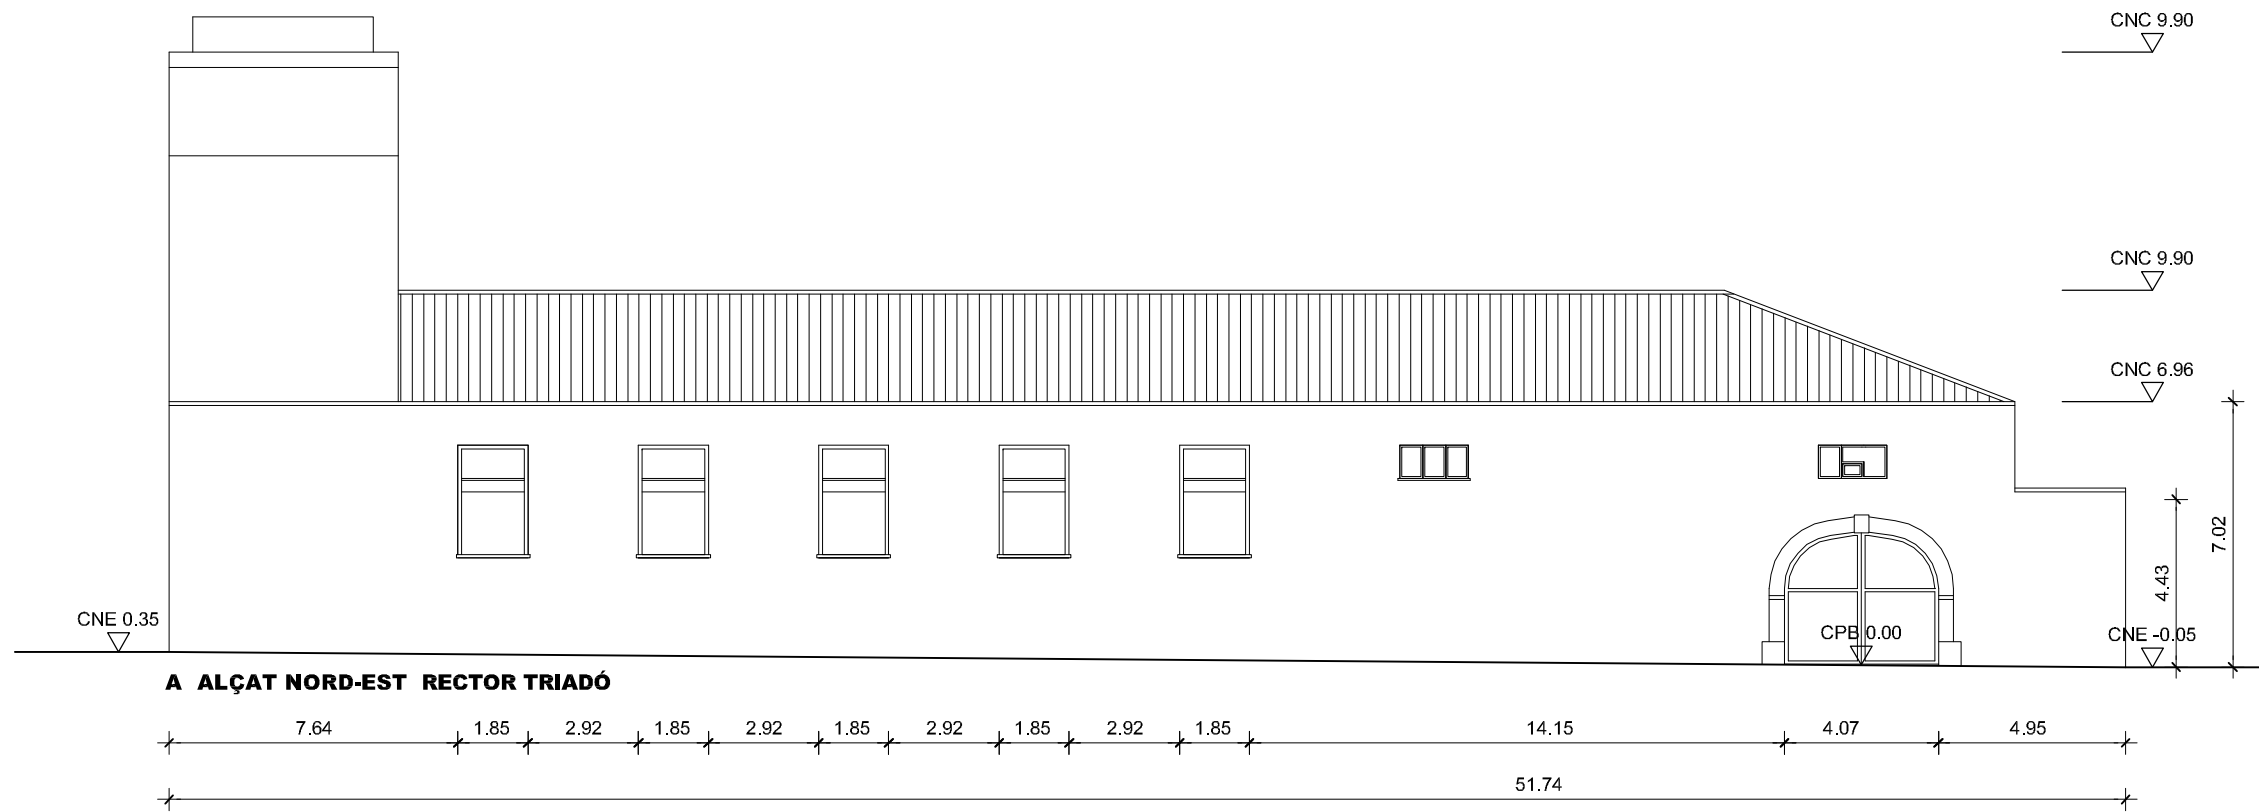 CNC 9.90
CNC 9.90
CNC 6.96
7.02
4.43
CNE 0.35
CPB 0.00
CNE -0.05
A ALÇAT NORD-EST RECTOR TRIADÓ
7.64 1.85 2.92 1.85 2.92 1.85 2.92 1.85 2.92 1.85 14.15 4.07 4.95
51.74